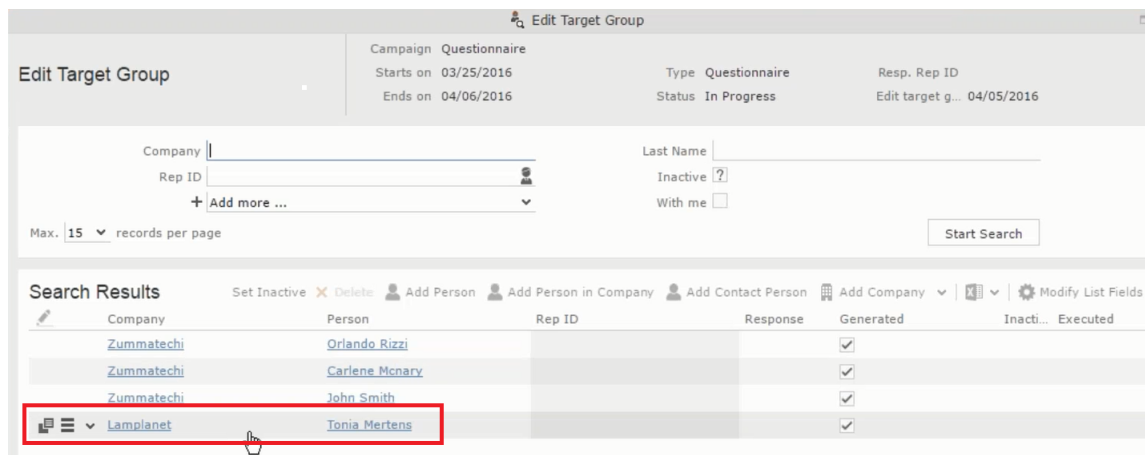 Edit Target Group
Edit Target Group
Campaign Questionnaire
Starts on 03/25/2016 Type Questionnaire Resp. Rep ID
Ends on 04/06/2016 Status In Progress Edit target g... 04/05/2016
Company Last Name
Rep ID Inactive ?
+ Add more ... With me
Max. 15 records per page Start Search
Search Results Set Inactive Delete Add Person Add Person in Company Add Contact Person Add Company Modify List Fields
Company Person Rep ID Response Generated Inacti... Executed
Zummatechi Orlando Rizzi
Zummatechi Carlene Mcnary
Zummatechi John Smith
Lamplanet Tonia Mertens